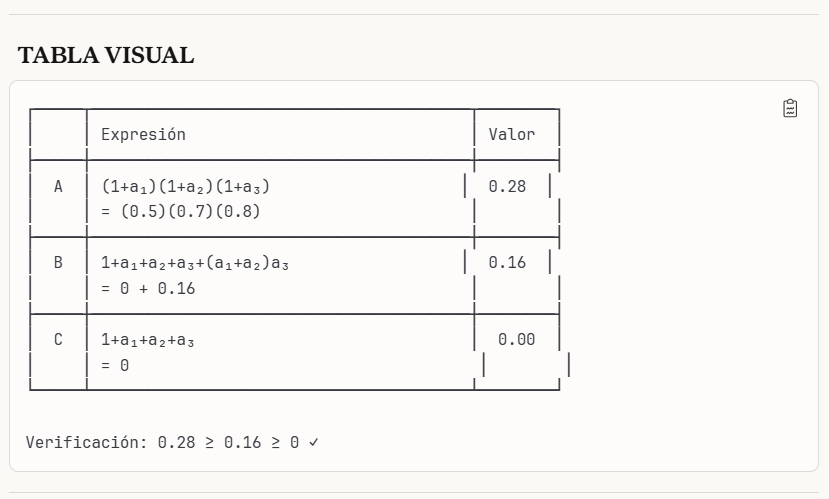 TABLA VISUAL
Expresión Valor
A (1+a₁)(1+a₂)(1+a₃) 0.28
= (0.5)(0.7)(0.8)
B 1+a₁+a₂+a₃+(a₁+a₂)a₃ 0.16
= 0 + 0.16
C 1+a₁+a₂+a₃ 0.00
= 0
Verificación: 0.28 ≥ 0.16 ≥ 0 ✓